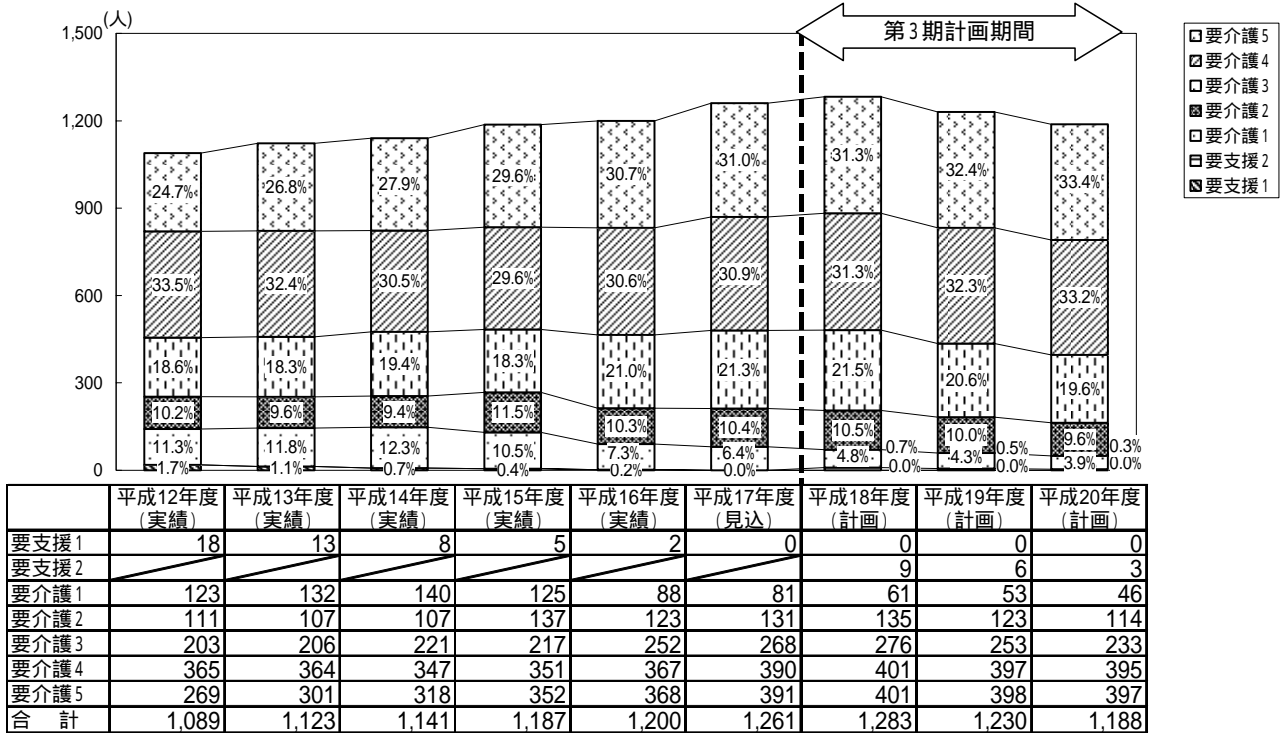 (人)
第3期計画期間
1,500
1,200
900
600
300
0
要介護5
要介護4
要介護3
要介護2
要介護1
要支援2
要支援1
24.7% 26.8% 27.9% 29.6% 30.7% 31.0% 31.3% 32.4% 33.4%
33.5% 32.4% 30.5% 29.6% 30.6% 30.9% 31.3% 32.3% 33.2%
18.6% 18.3% 19.4% 18.3% 21.0% 21.3% 21.5% 20.6% 19.6%
10.2% 9.6% 9.4% 11.5% 10.3% 10.4% 10.5% 10.0% 9.6%
11.3% 11.8% 12.3% 10.5% 7.3% 6.4% 4.8% 4.3% 3.9%
0.7% 0.5% 0.3%
1.7% 1.1% 0.7% 0.4% 0.2% 0.0% 0.0% 0.0% 0.0%
平成12年度 平成13年度 平成14年度 平成15年度 平成16年度 平成17年度 平成18年度 平成19年度 平成20年度
(実績) (実績) (実績) (実績) (実績) (見込) (計画) (計画) (計画)
要支援1 18 13 8 5 2 0 0 0 0
要支援2 9 6 3
要介護1 123 132 140 125 88 81 61 53 46
要介護2 111 107 107 137 123 131 135 123 114
要介護3 203 206 221 217 252 268 276 253 233
要介護4 365 364 347 351 367 390 401 397 395
要介護5 269 301 318 352 368 391 401 398 397
合 計 1,089 1,123 1,141 1,187 1,200 1,261 1,283 1,230 1,188